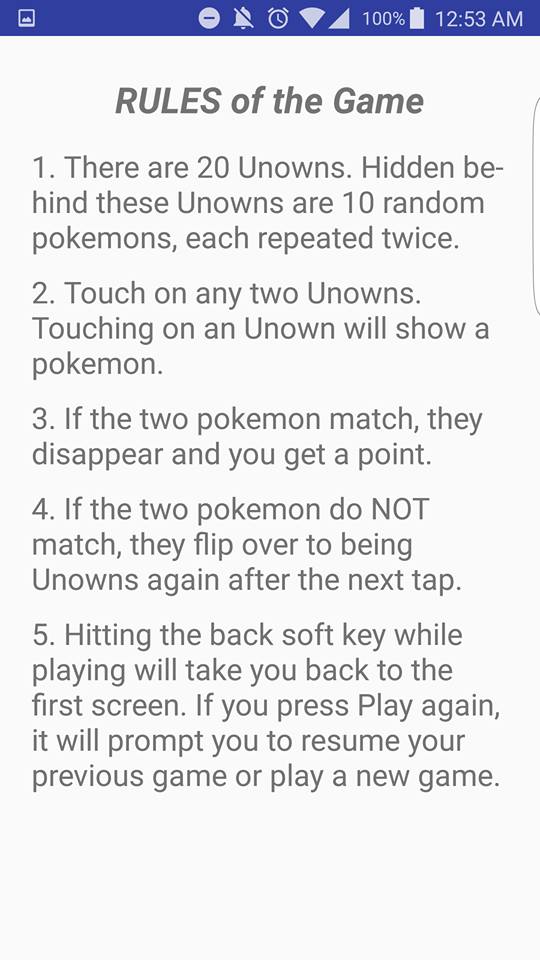 100% 12:53 AM
RULES of the Game
1. There are 20 Unowns. Hidden be-
hind these Unowns are 10 random
pokemons, each repeated twice.
2. Touch on any two Unowns.
Touching on an Unown will show a
pokemon.
3. If the two pokemon match, they
disappear and you get a point.
4. If the two pokemon do NOT
match, they flip over to being
Unowns again after the next tap.
5. Hitting the back soft key while
playing will take you back to the
first screen. If you press Play again,
it will prompt you to resume your
previous game or play a new game.